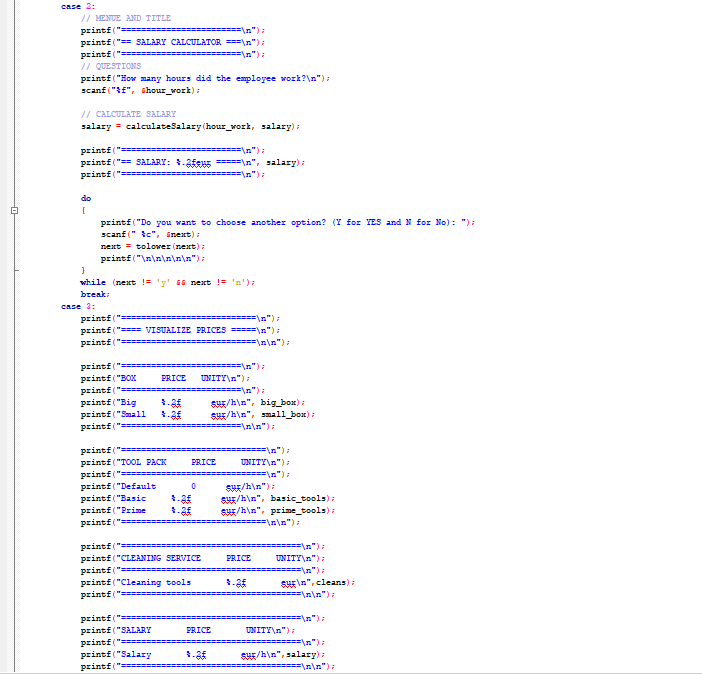 case 2:
// MENUE AND TITLE
printf("========================\n");
printf("== SALARY CALCULATOR ===\n");
printf("========================\n");
// QUESTIONS
printf("How many hours did the employee work?\n");
scanf("%f", &hour_work);
// CALCULATE SALARY
salary = calculateSalary(hour_work, salary);
printf("========================\n");
printf("== SALARY: %.2feur =====\n", salary);
printf("========================\n");
do
{
printf("Do you want to choose another option? (Y for YES and N for No): ");
scanf(" %c", &next);
next = tolower(next);
printf("\n\n\n\n\n");
}
while (next != 'y' && next != 'n');
break;
case 3:
printf("===========================\n");
printf("==== VISUALIZE PRICES =====\n");
printf("===========================\n\n");
printf("========================\n");
printf("BOX     PRICE   UNITY\n");
printf("========================\n");
printf("Big     %.2f      eur/h\n", big_box);
printf("Small   %.2f      eur/h\n", small_box);
printf("========================\n\n");
printf("=============================\n");
printf("TOOL PACK     PRICE     UNITY\n");
printf("=============================\n");
printf("Default       0      eur/h\n");
printf("Basic     %.2f      eur/h\n", basic_tools);
printf("Prime     %.2f      eur/h\n", prime_tools);
printf("=============================\n\n");
printf("====================================\n");
printf("CLEANING SERVICE     PRICE     UNITY\n");
printf("====================================\n");
printf("Cleaning tools       %.2f       eur\n",cleans);
printf("====================================\n\n");
printf("====================================\n");
printf("SALARY       PRICE       UNITY\n");
printf("====================================\n");
printf("Salary       %.2f       eur/h\n",salary);
printf("====================================\n\n");